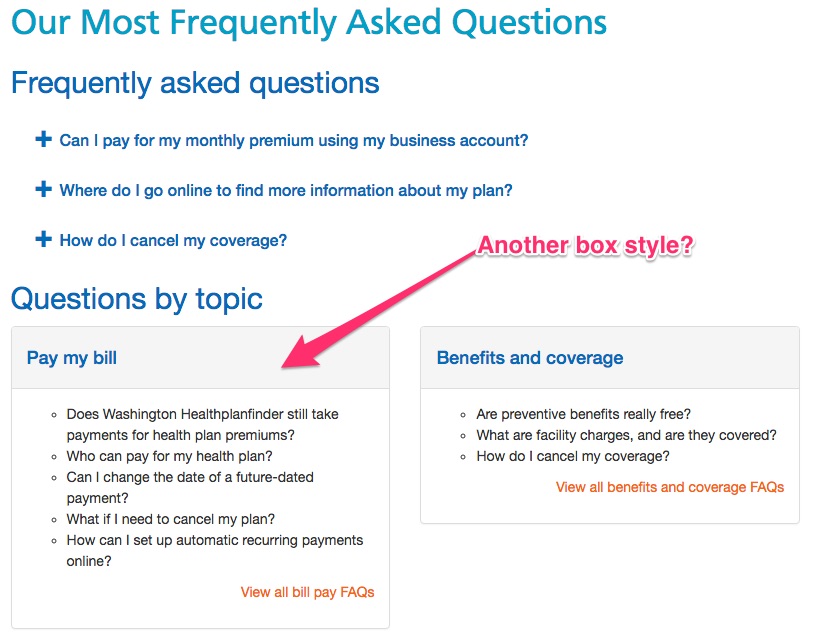 Our Most Frequently Asked Questions
Frequently asked questions
Can I pay for my monthly premium using my business account?
Where do I go online to find more information about my plan?
How do I cancel my coverage?
Another box style?
Questions by topic
Pay my bill
Does Washington Healthplanfinder still take
payments for health plan premiums?
Who can pay for my health plan?
Can I change the date of a future-dated
payment?
What if I need to cancel my plan?
How can I set up automatic recurring payments
online?
View all bill pay FAQs
Benefits and coverage
Are preventive benefits really free?
What are facility charges, and are they covered?
How do I cancel my coverage?
View all benefits and coverage FAQs